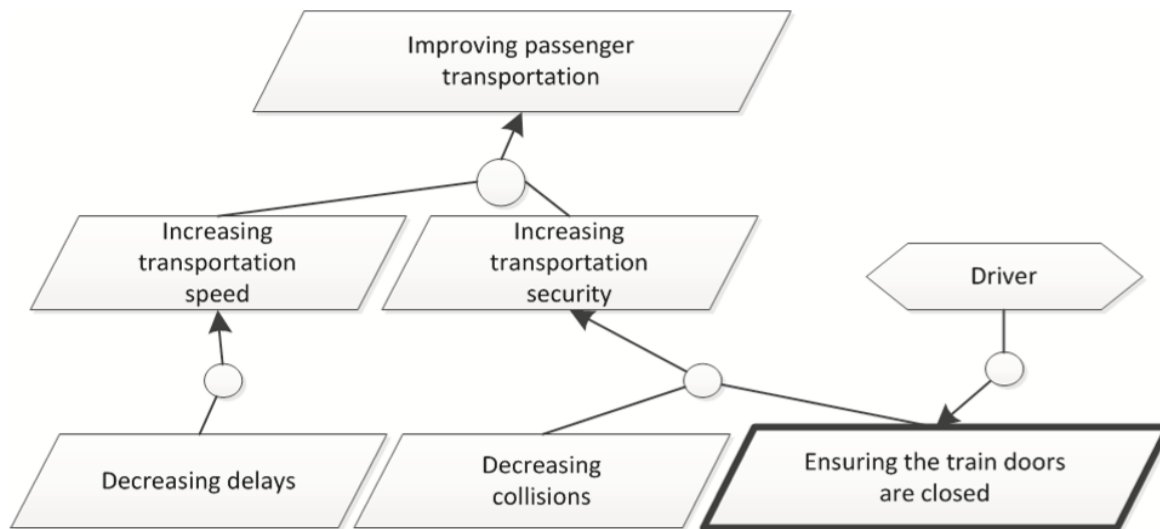 Improving passenger
transportation
Increasing
transportation
speed
Increasing
transportation
security
Driver
Decreasing delays
Decreasing
collisions
Ensuring the train doors
are closed